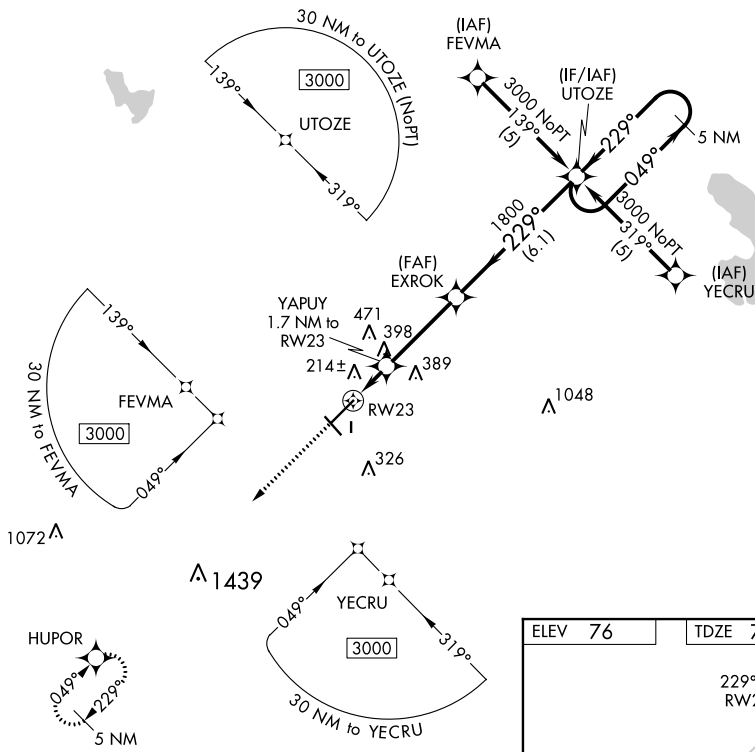 30 NM to UTOZE (NoPT)
3000
139°
UTOZE
319°
(IAF)
FEVMA
3000 NoPT
139°
(5)
(IF/IAF)
UTOZE
229°
049°
5 NM
3000 NoPT
319°
(5)
(IAF)
YECRU
1800
229°
(6.1)
(FAF)
EXROK
YAPUY
1.7 NM to
RW23
471
398
214±
389
RW23
1048
326
139°
FEVMA
3000
049°
30 NM to FEVMA
1072
1439
HUPOR
049°
229°
5 NM
YECRU
049°
3000
319°
30 NM to YECRU
ELEV 76
TDZE
229°